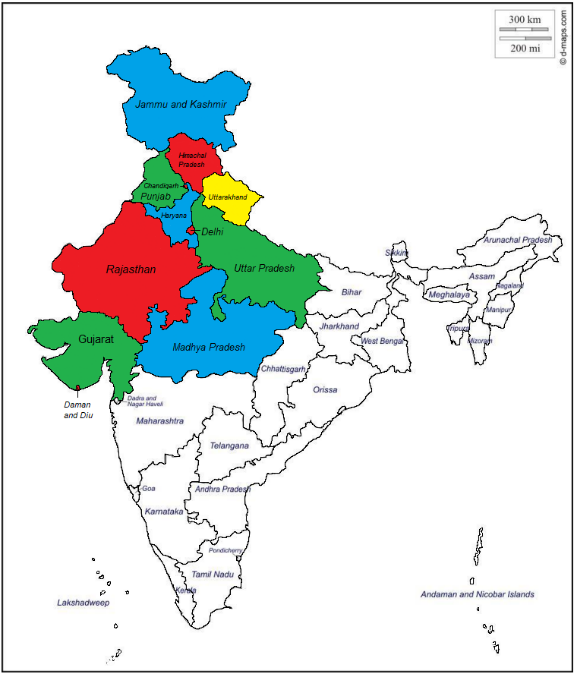 300 km
200 mi
© d-maps.com
Jammu and Kashmir
Himachal
Pradesh
Chandigarh
Punjab
Utterakhand
Haryana
Delhi
Arunachal Pradesh
Sikkim
Rajasthan
Uttar Pradesh
Assam
Nagaland
Bihar
Meghalaya
Manipur
Jharkhand
Tripura
Gujarat
Madhya Pradesh
West Bengal
Mizoram
Chhattisgarh
Orissa
Daman
and Diu
Dadra and
Nagar Haveli
Maharashtra
Telangana
Goa
Andhra Pradesh
Karnataka
Pondicherry
Tamil Nadu
Kerala
Lakshadweep
Andaman and Nicobar Islands